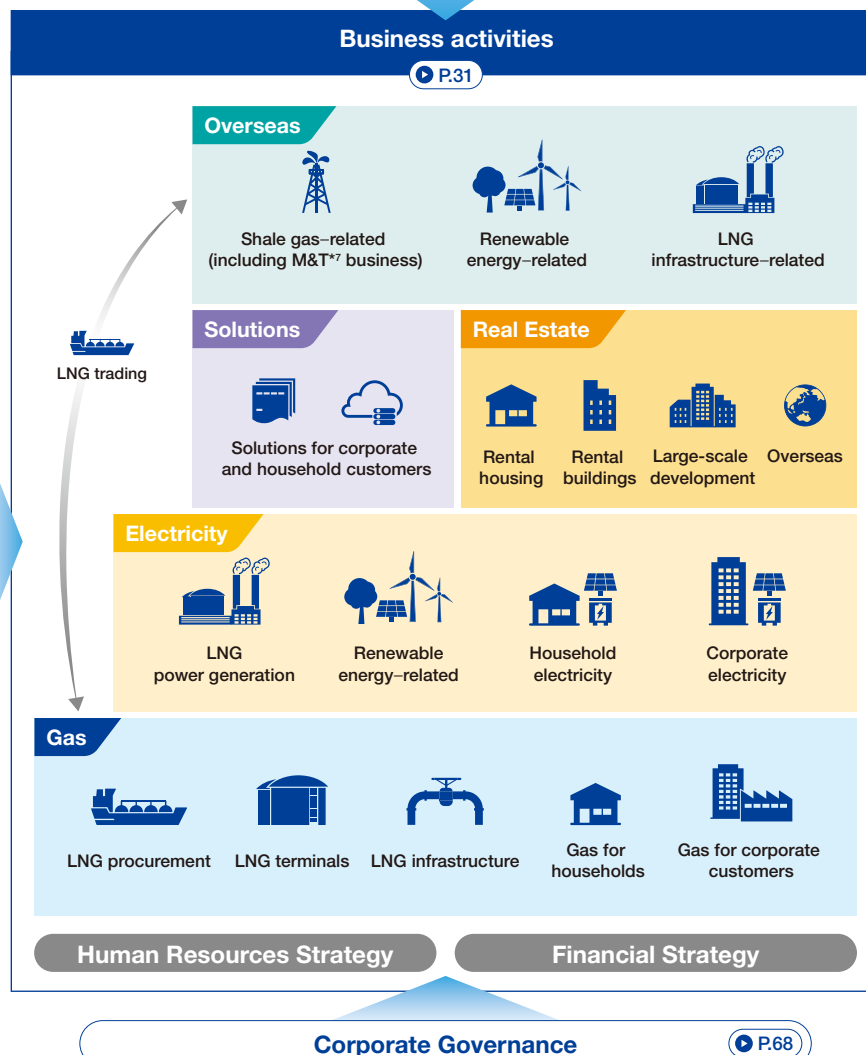 Business activities
P.31
Overseas
Shale gas–related
(including M&T*7 business)
Renewable
energy–related
LNG
infrastructure–related
LNG trading
Solutions
Solutions for corporate
and household customers
Real Estate
Rental
housing
Rental
buildings
Large-scale
development
Overseas
Electricity
LNG
power generation
Renewable
energy–related
Household
electricity
Corporate
electricity
Gas
LNG procurement
LNG terminals
LNG infrastructure
Gas for
households
Gas for corporate
customers
Human Resources Strategy
Financial Strategy
Corporate Governance
P.68